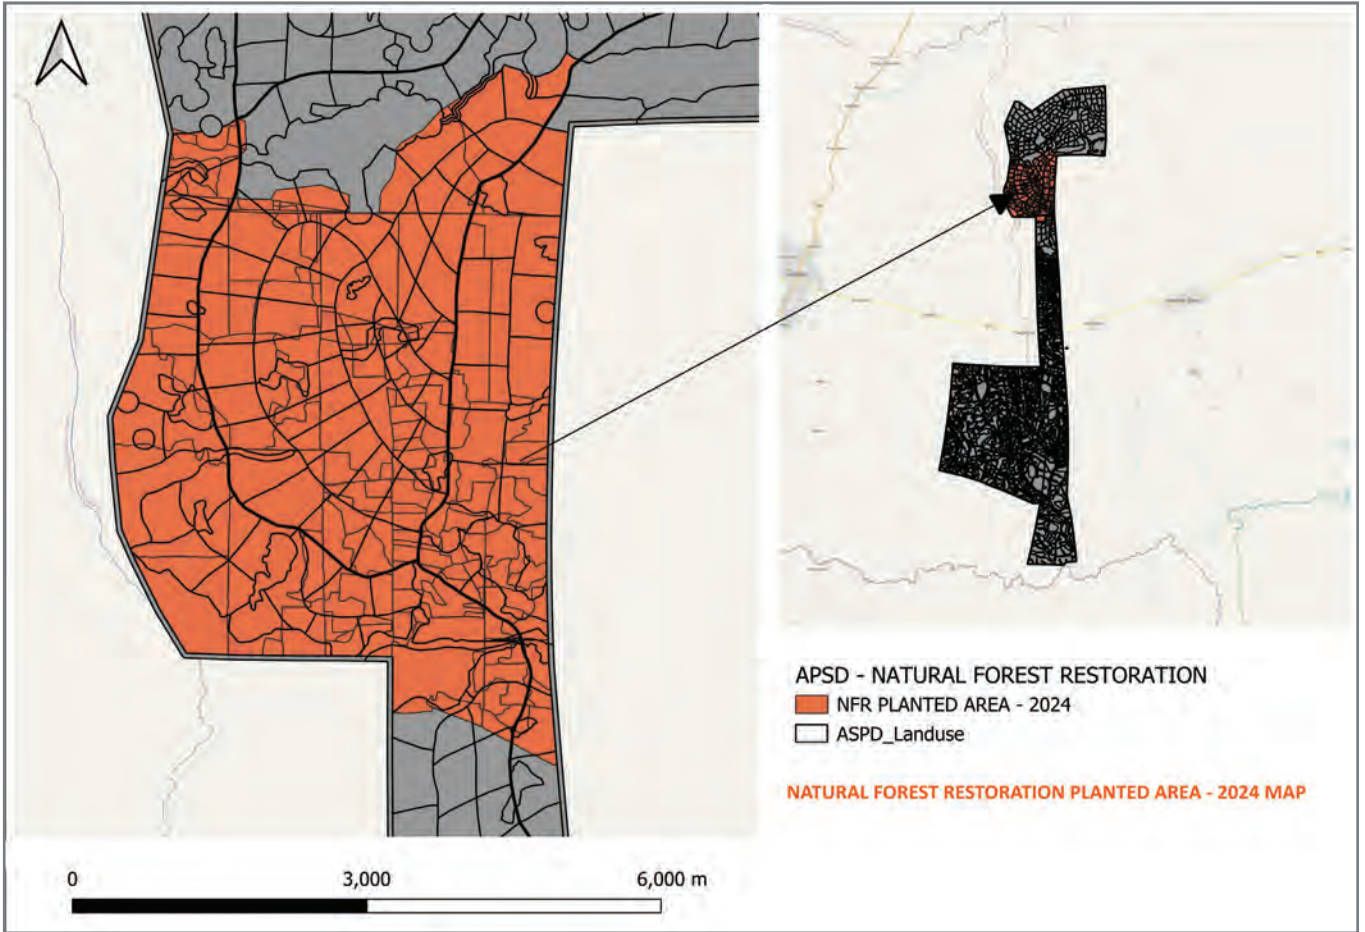 APSD - NATURAL FOREST RESTORATION
NFR PLANTED AREA - 2024
ASPD_Landuse
NATURAL FOREST RESTORATION PLANTED AREA - 2024 MAP
0 3,000 6,000 m